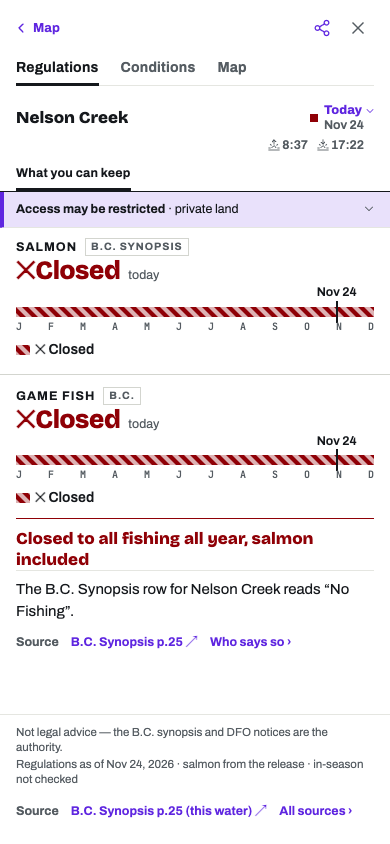 Map
Regulations Conditions Map
Nelson Creek
Today
Nov 24
8:37 17:22
What you can keep
Access may be restricted · private land
SALMON B.C. SYNOPSIS
Closed today
Nov 24
J F M A M J J A S O N D
Closed
GAME FISH B.C.
Closed today
Nov 24
J F M A M J J A S O N D
Closed
Closed to all fishing all year, salmon
included
The B.C. Synopsis row for Nelson Creek reads “No
Fishing”.
Source B.C. Synopsis p.25 ↗ Who says so ›
Not legal advice — the B.C. synopsis and DFO notices are the
authority.
Regulations as of Nov 24, 2026 · salmon from the release · in-season
not checked
Source B.C. Synopsis p.25 (this water) ↗ All sources ›